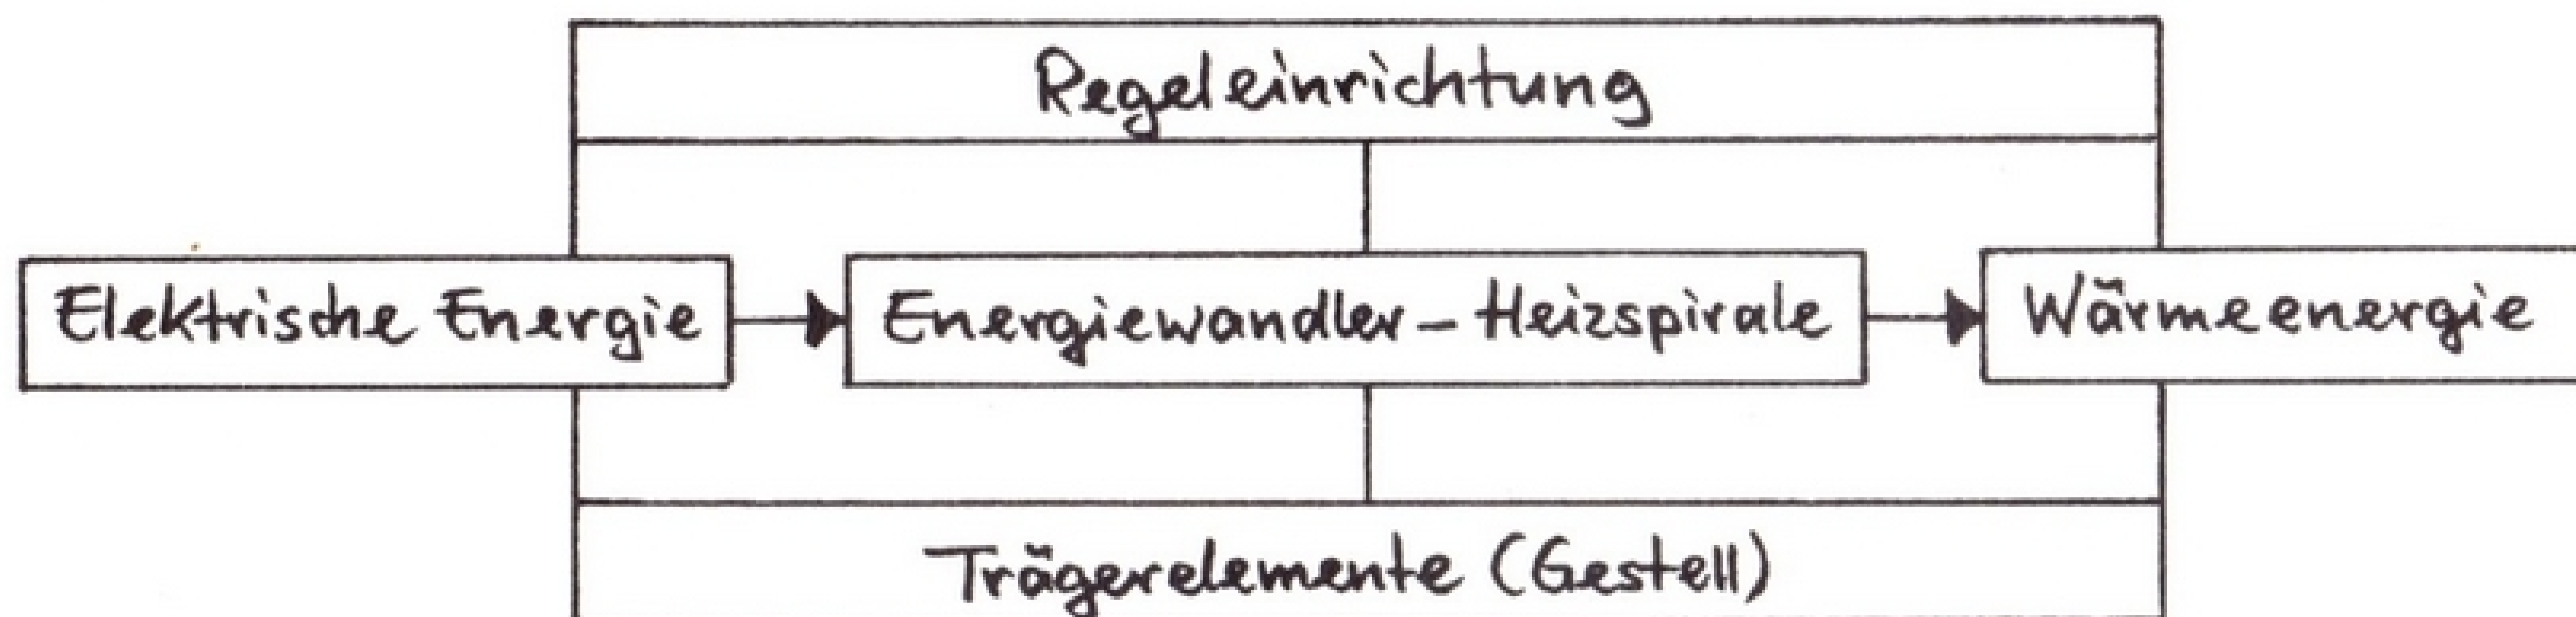 Regeleinrichtung
Elektrische Energie
Energiewandler – Heizspirale
Wärmeenergie
Trägerelemente (Gestell)